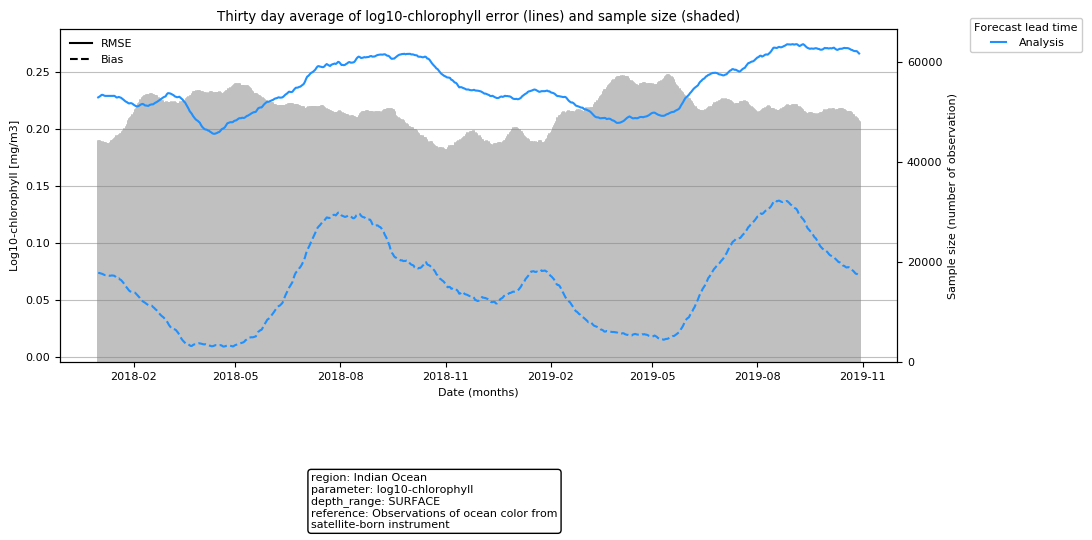 Thirty day average of log10-chlorophyll error (lines) and sample size (shaded)
Forecast lead time
Analysis
RMSE
Bias
Log10-chlorophyll [mg/m3]
0.25
0.20
0.15
0.10
0.05
0.00
60000
40000
20000
0
Sample size (number of observation)
2018-02 2018-05 2018-08 2018-11 2019-02 2019-05 2019-08 2019-11
Date (months)
region: Indian Ocean
parameter: log10-chlorophyll
depth_range: SURFACE
reference: Observations of ocean color from
satellite-born instrument